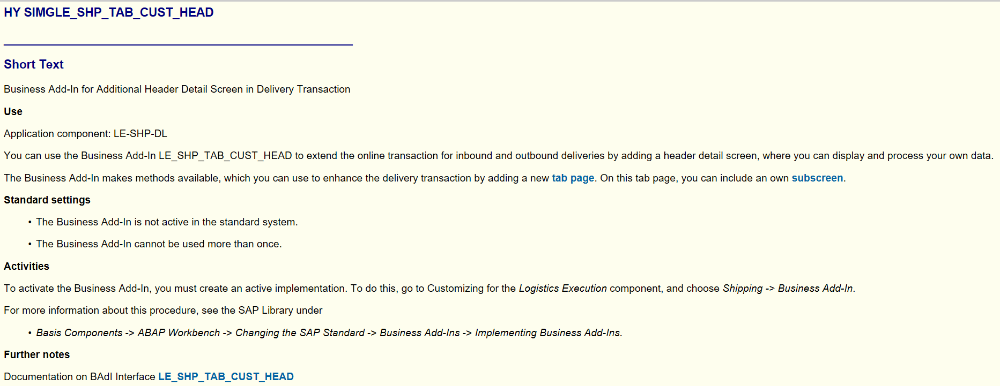 HY SIMGLE_SHP_TAB_CUST_HEAD
Short Text
Business Add-In for Additional Header Detail Screen in Delivery Transaction
Use
Application component: LE-SHP-DL
You can use the Business Add-In LE_SHP_TAB_CUST_HEAD to extend the online transaction for inbound and outbound deliveries by adding a header detail screen, where you can display and process your own data.
The Business Add-In makes methods available, which you can use to enhance the delivery transaction by adding a new tab page. On this tab page, you can include an own subscreen.
Standard settings
• The Business Add-In is not active in the standard system.
• The Business Add-In cannot be used more than once.
Activities
To activate the Business Add-In, you must create an active implementation. To do this, go to Customizing for the Logistics Execution component, and choose Shipping -> Business Add-In.
For more information about this procedure, see the SAP Library under
• Basis Components -> ABAP Workbench -> Changing the SAP Standard -> Business Add-Ins -> Implementing Business Add-Ins.
Further notes
Documentation on BAdI Interface LE_SHP_TAB_CUST_HEAD